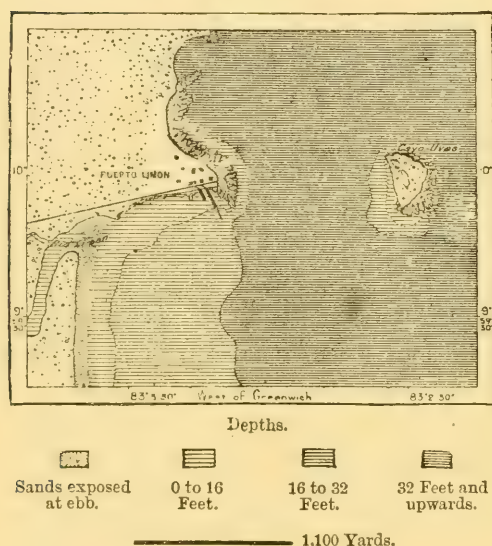 Cayo Uvas
10°
PUERTO LIMON
10°
9°
59'
30"
9°
59'
30"
83°3'30" West of Greenwich 83°2'30"
Depths.
Sands exposed at ebb.
0 to 16 Feet.
16 to 32 Feet.
32 Feet and upwards.
1,100 Yards.